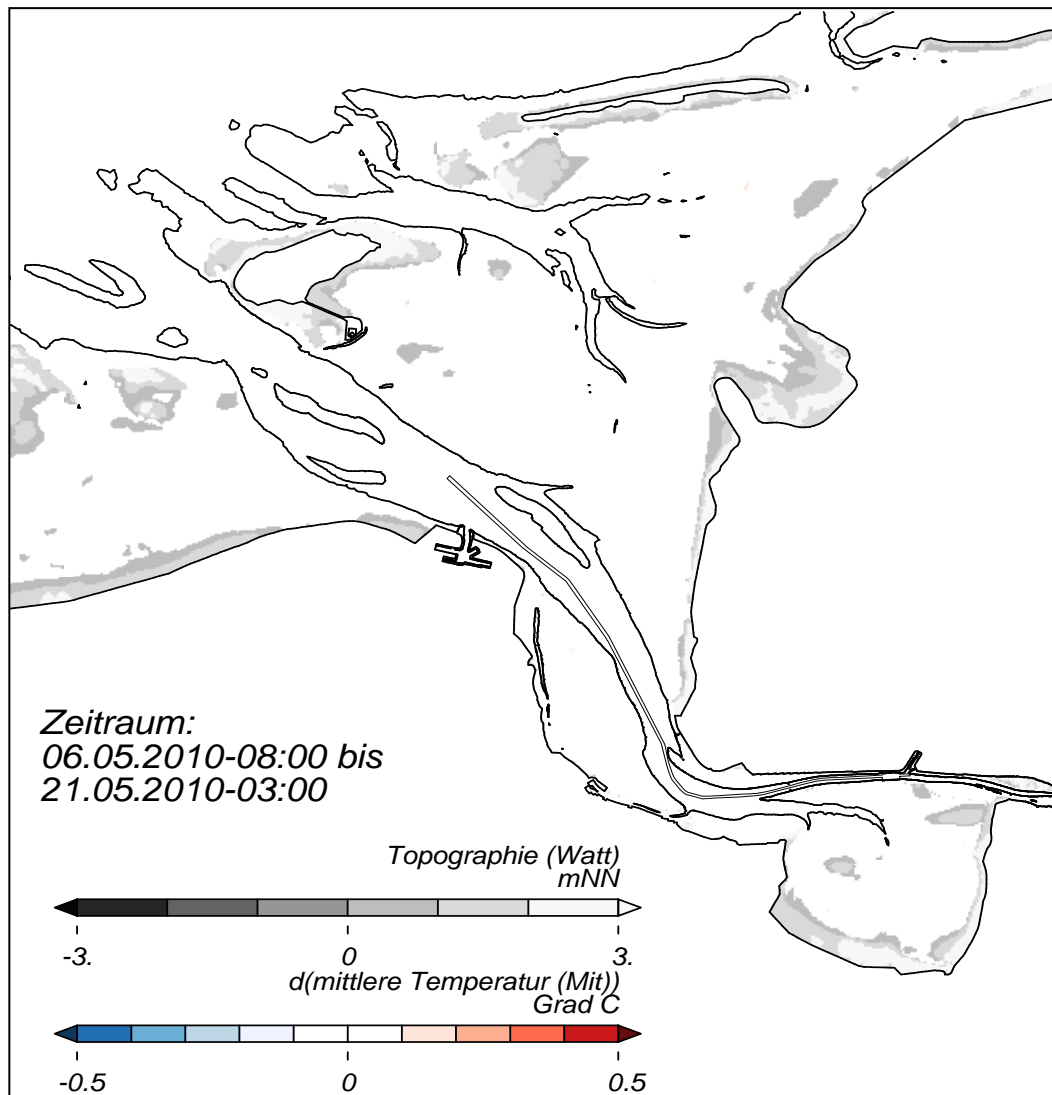 Zeitraum:
06.05.2010-08:00 bis
21.05.2010-03:00
Topographie (Watt)
mNN
-3. 0 3.
d(mittlere Temperatur (Mit))
Grad C
-0.5 0 0.5